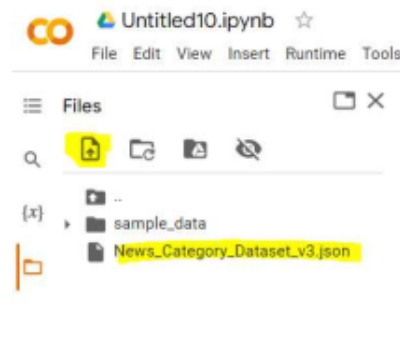 CO
Untitled10.ipynb
File Edit View Insert Runtime Tools
Files
..
{x}
sample_data
News_Category_Dataset_v3.json